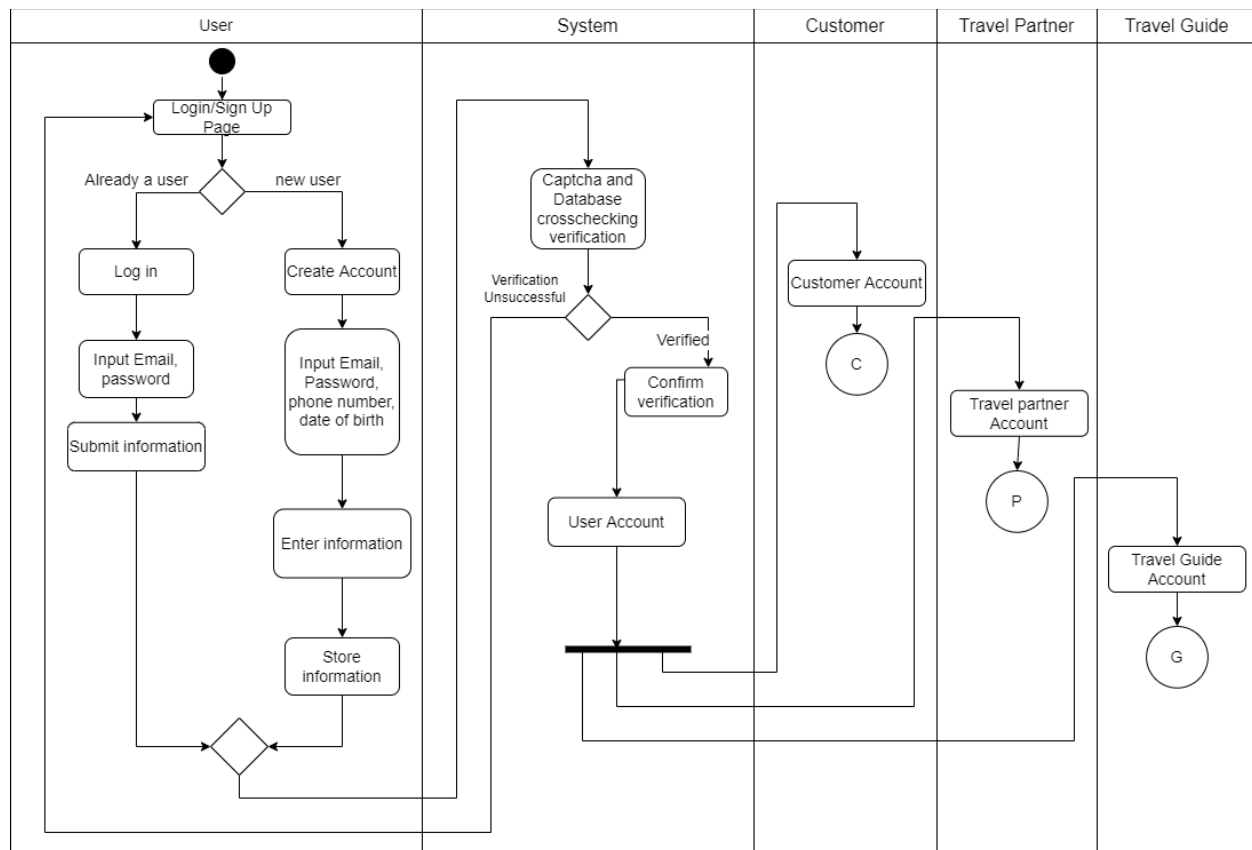 User
System
Customer
Travel Partner
Travel Guide
Login/Sign Up
Page
Already a user
new user
Log in
Create Account
Input Email,
password
Input Email,
Password,
phone number,
date of birth
Submit information
Enter information
Store
information
Captcha and
Database
crosschecking
verification
Verification
Unsuccessful
Verified
Confirm
verification
User Account
Customer Account
C
Travel partner
Account
P
Travel Guide
Account
G